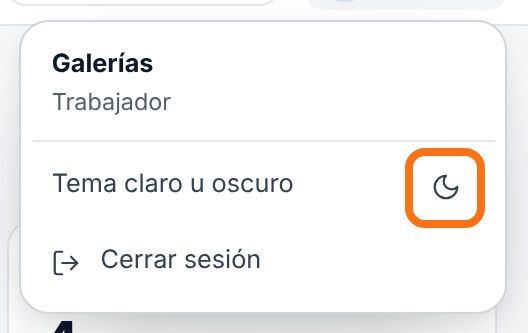 Galerías
Trabajador
Tema claro u oscuro
Cerrar sesión